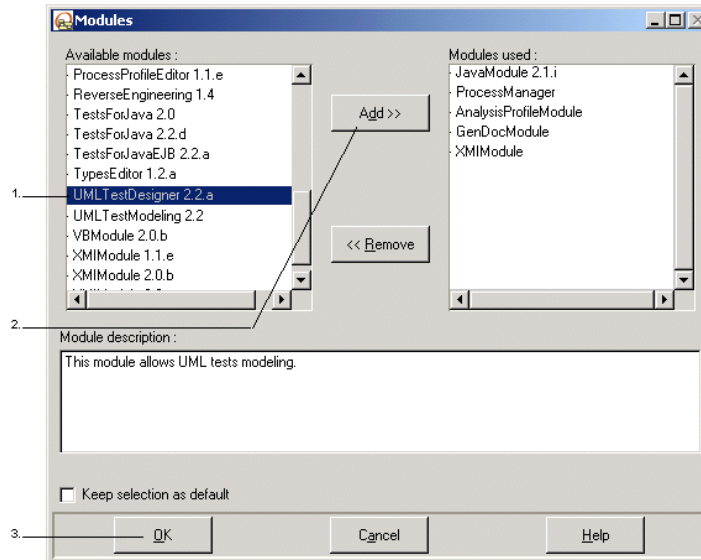 Modules
Available modules :
ProcessProfileEditor 1.1.e
ReverseEngineering 1.4
TestsForJava 2.0
TestsForJava 2.2.d
TestsForJavaEJB 2.2.a
TypesEditor 1.2.a
UMLTestDesigner 2.2.a
UMLTestModeling 2.2
VBModule 2.0.b
XMIModule 1.1.e
XMIModule 2.0.b
Add >>
<< Remove
Modules used :
JavaModule 2.1.i
ProcessManager
AnalysisProfileModule
GenDocModule
XMIModule
1.
2.
Module description :
This module allows UML tests modeling.
Keep selection as default
3.
OK
Cancel
Help